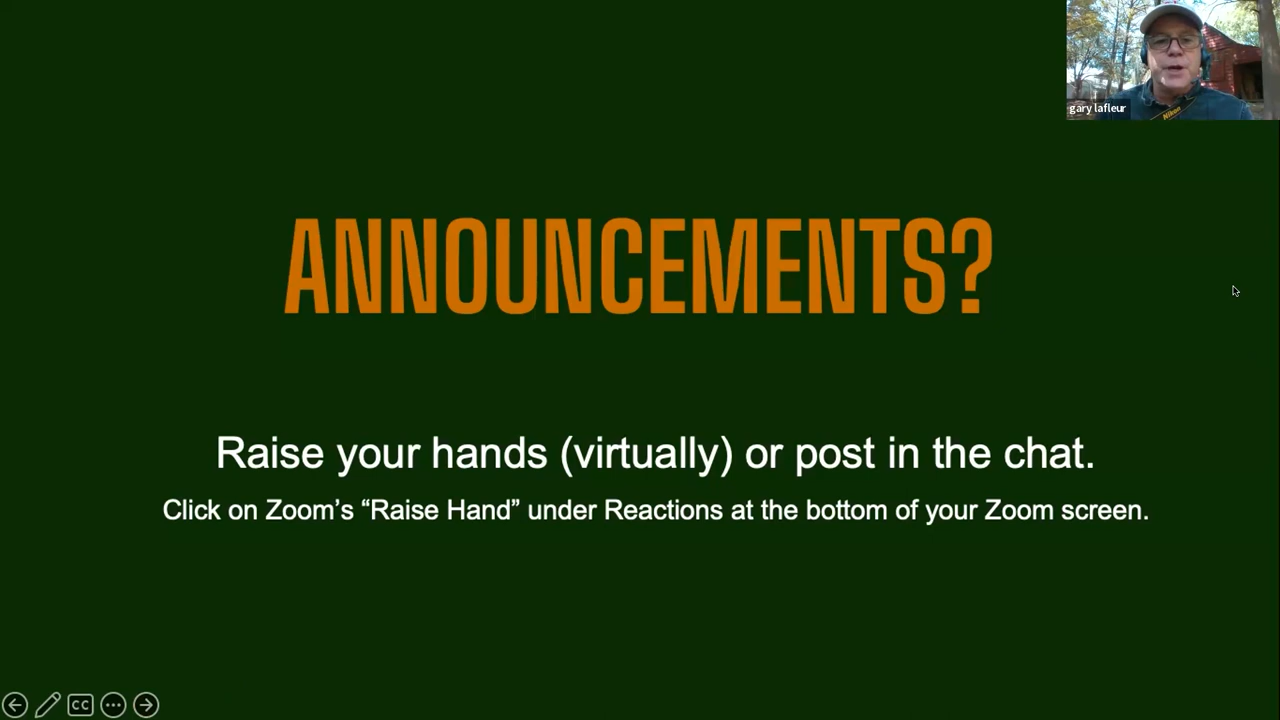 gary lafleur
Nikon
ANNOUNCEMENTS?
Raise your hands (virtually) or post in the chat.
Click on Zoom’s “Raise Hand” under Reactions at the bottom of your Zoom screen.
CC